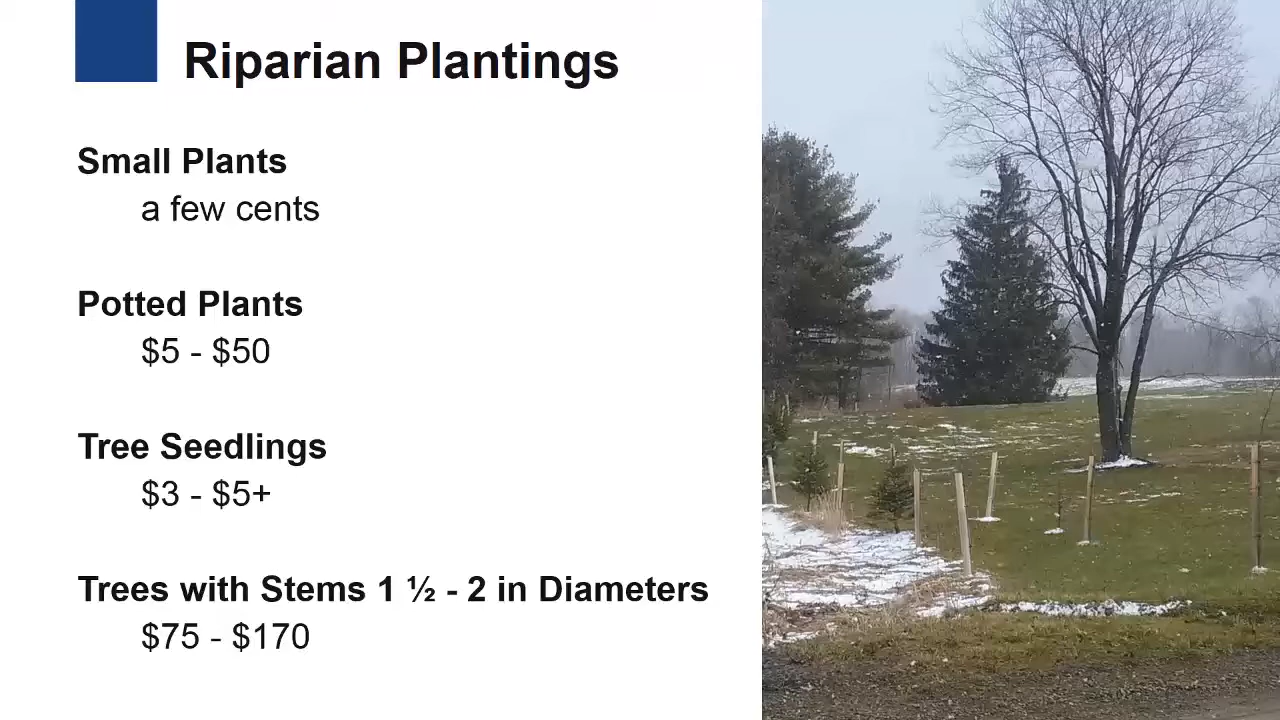 Riparian Plantings
Small Plants
a few cents
Potted Plants
$5 - $50
Tree Seedlings
$3 - $5+
Trees with Stems 1 ½ - 2 in Diameters
$75 - $170